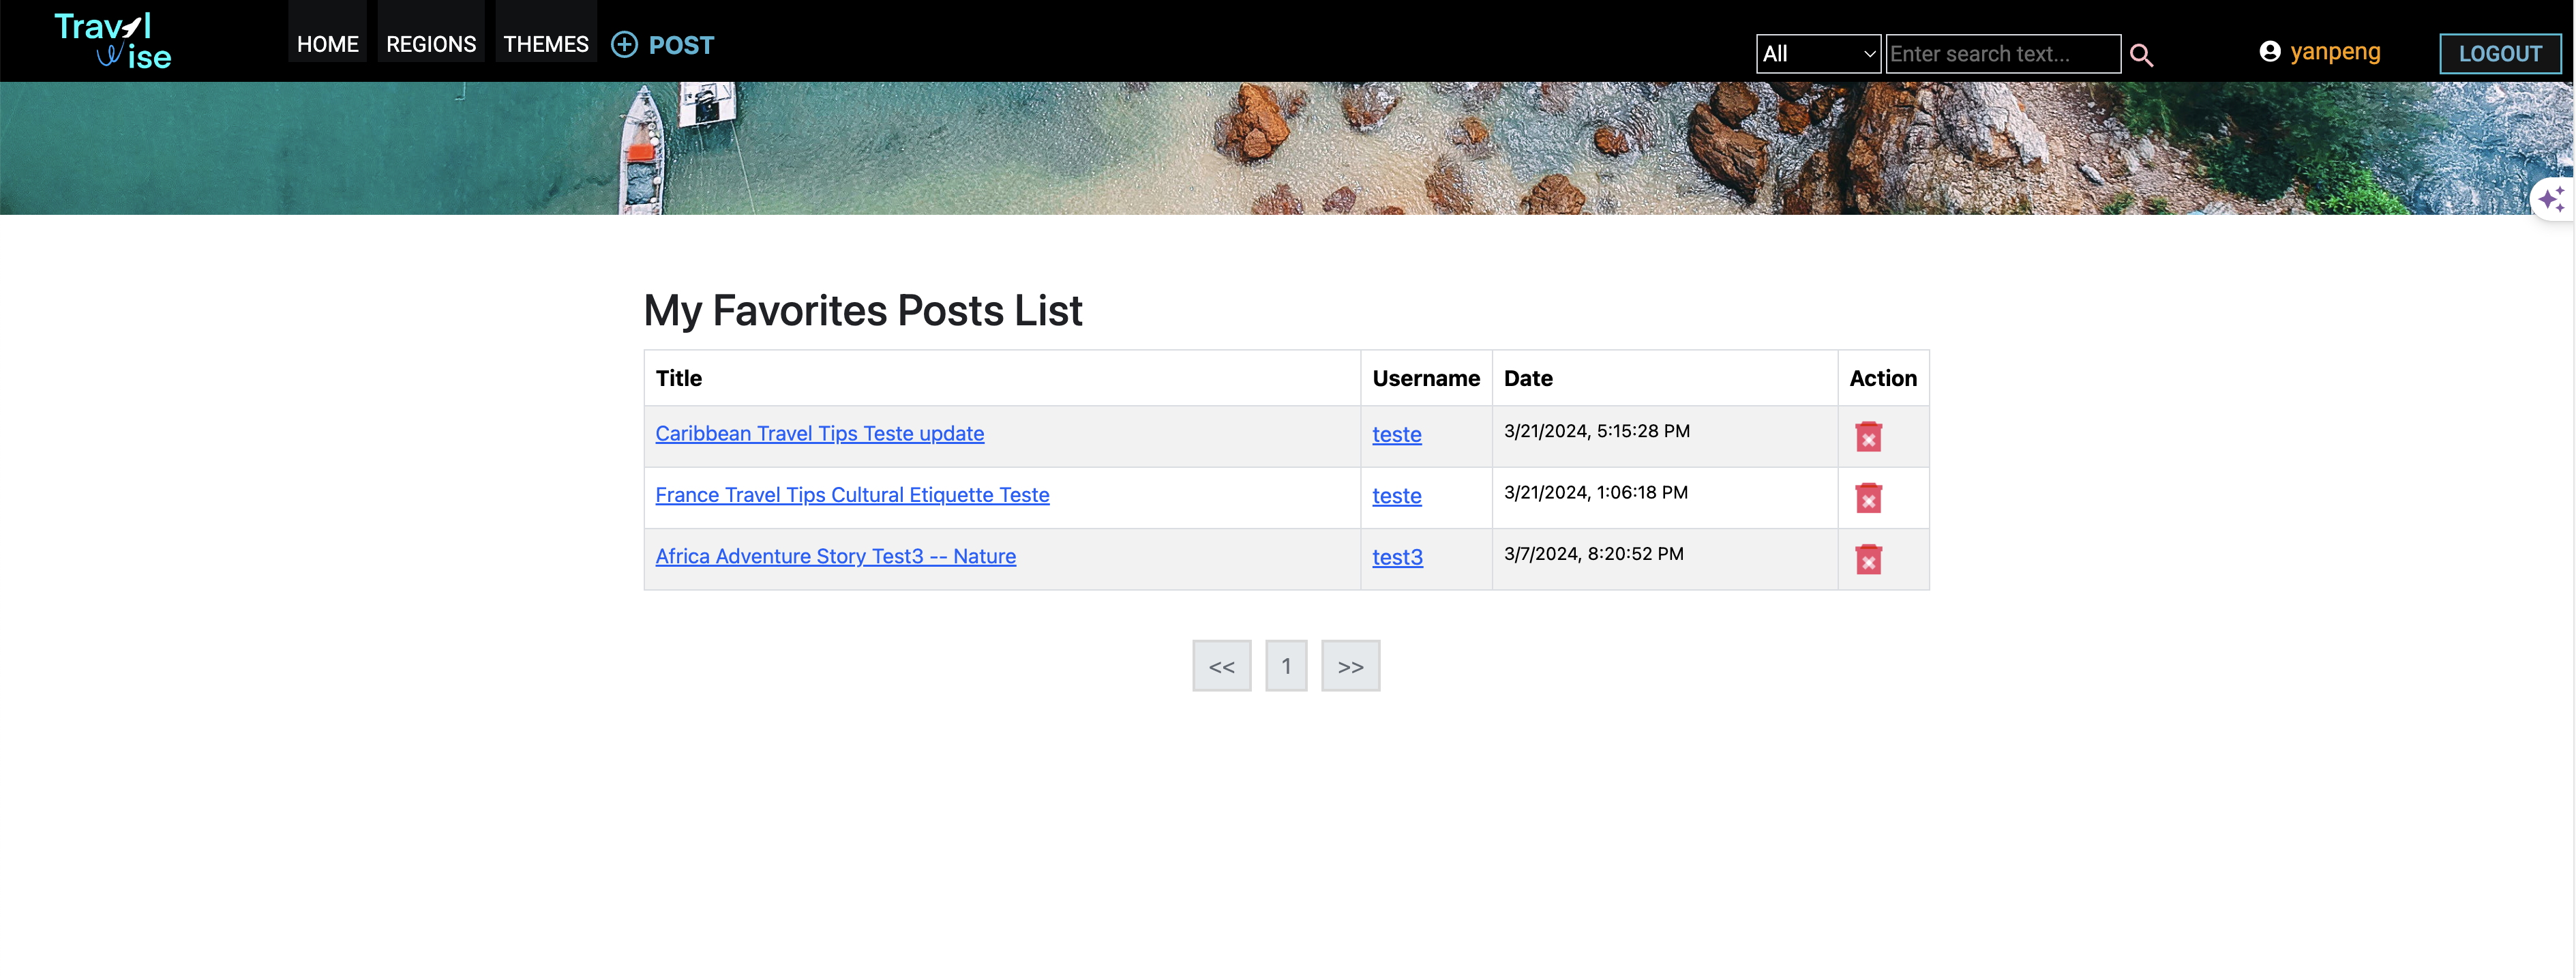 Travel
Wise
HOME REGIONS THEMES POST
All Enter search text... yanpeng LOGOUT
My Favorites Posts List
Title Username Date Action
Caribbean Travel Tips Teste update teste 3/21/2024, 5:15:28 PM
France Travel Tips Cultural Etiquette Teste teste 3/21/2024, 1:06:18 PM
Africa Adventure Story Test3 -- Nature test3 3/7/2024, 8:20:52 PM
<< 1 >>